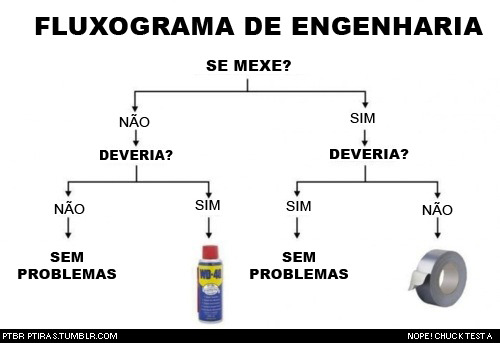 FLUXOGRAMA DE ENGENHARIA
SE MEXE?
NÃO
SIM
DEVERIA?
DEVERIA?
NÃO
SIM
SIM
NÃO
SEM
PROBLEMAS
WD-40
SEM
PROBLEMAS
PTBR PTIRAS.TUMBLR.COM
NOPE! CHUCK TESTA